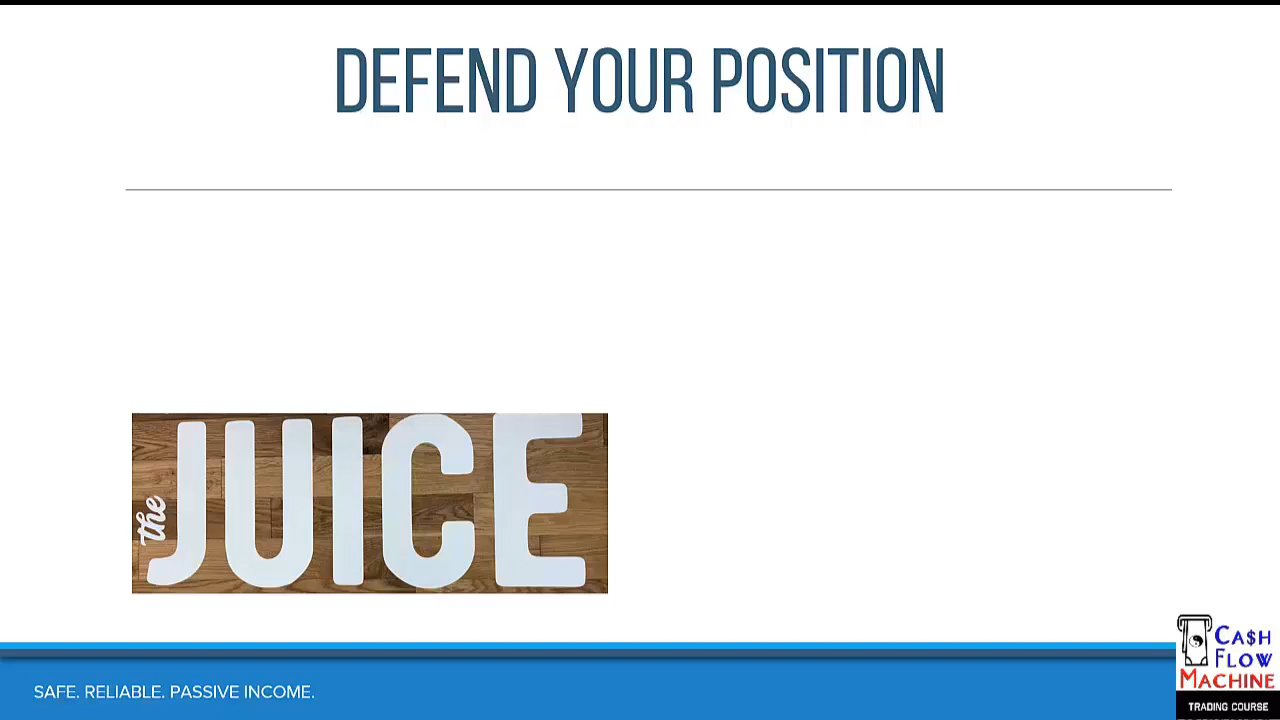 DEFEND YOUR POSITION
the JUICE
SAFE. RELIABLE. PASSIVE INCOME.
CA$H
FLOW
MACHINE
TRADING COURSE